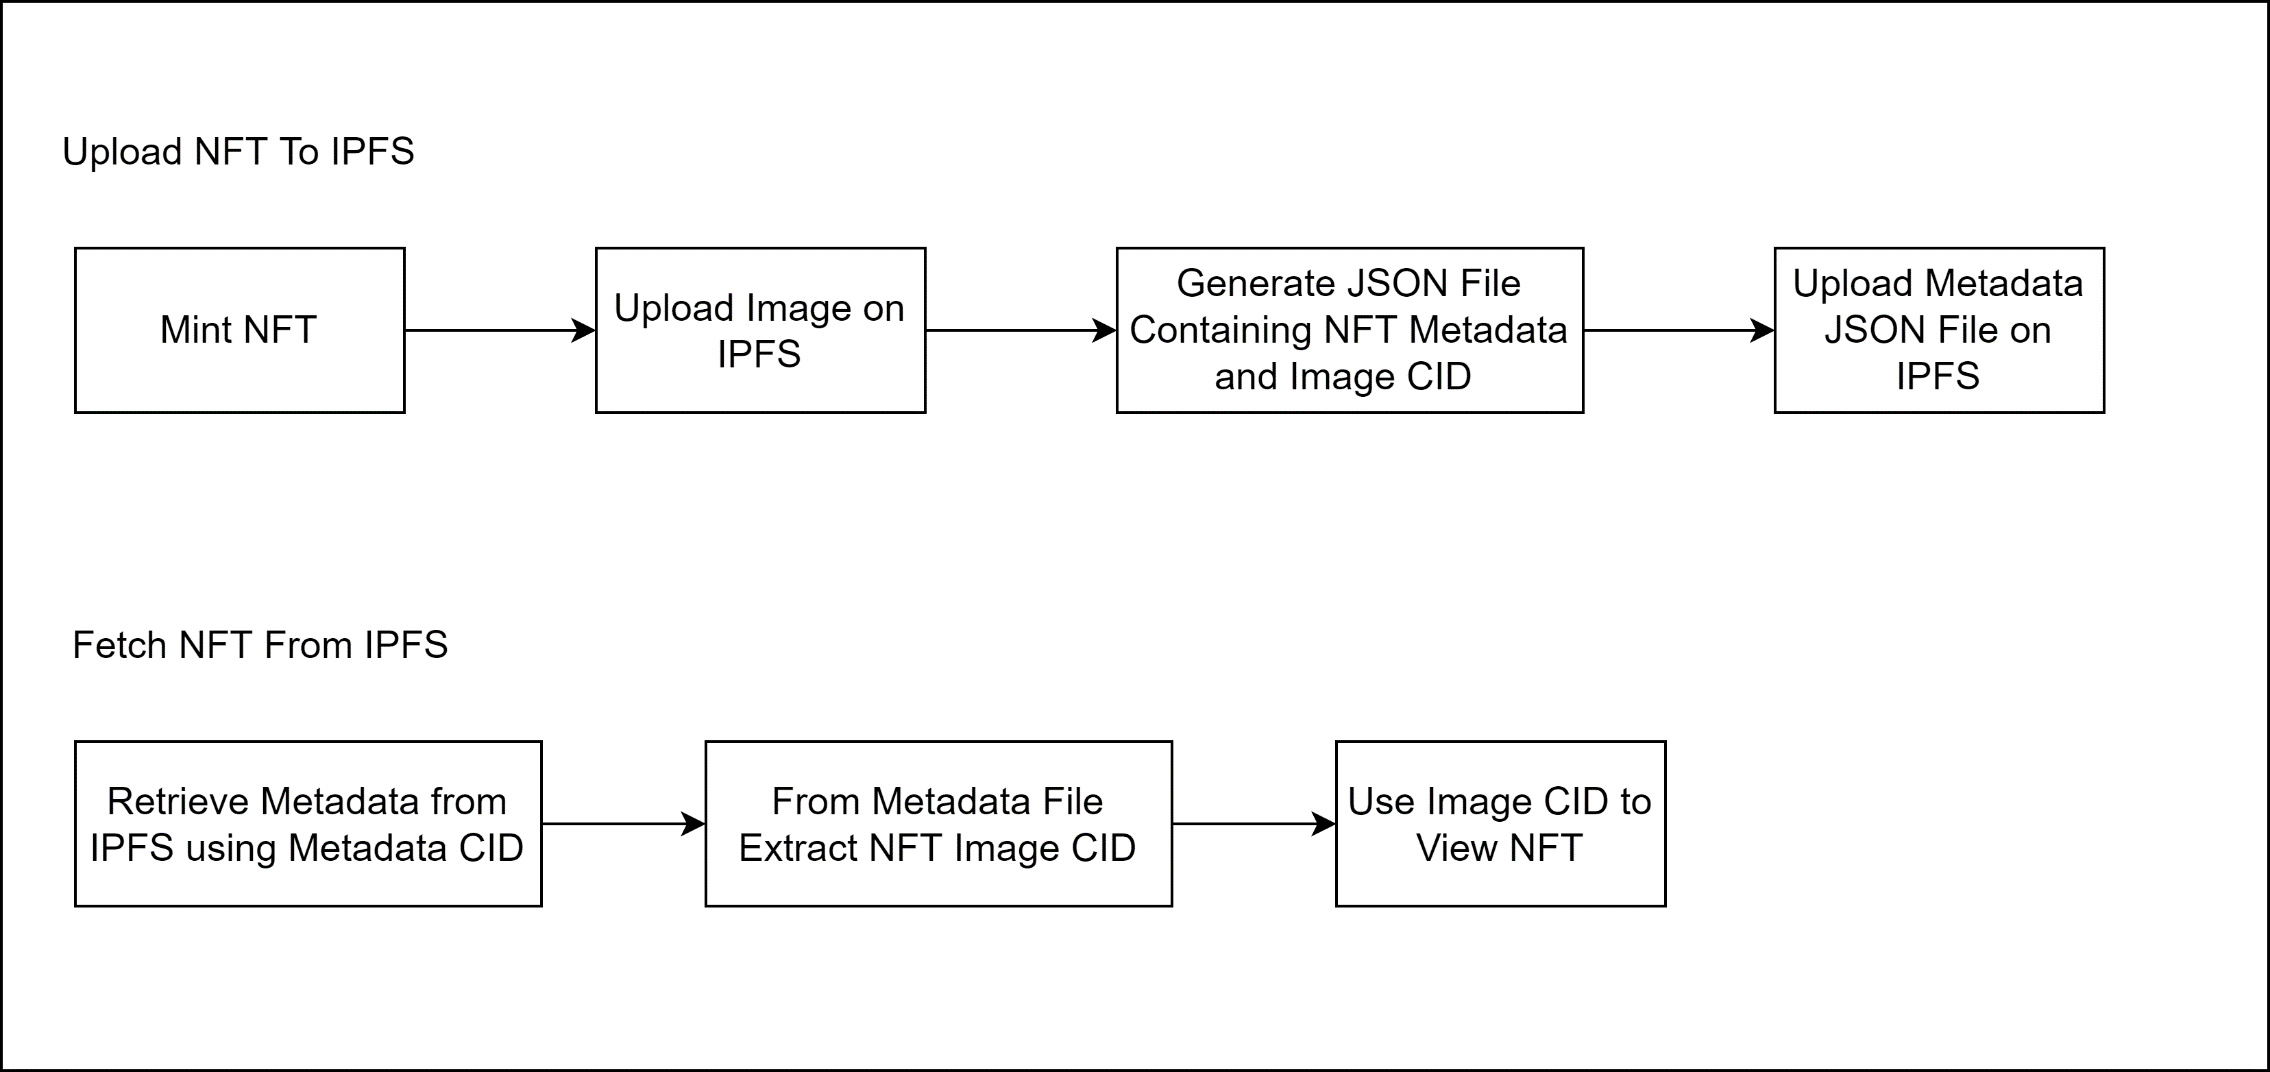 Upload NFT To IPFS
Mint NFT
Upload Image on
IPFS
Generate JSON File
Containing NFT Metadata
and Image CID
Upload Metadata
JSON File on
IPFS
Fetch NFT From IPFS
Retrieve Metadata from
IPFS using Metadata CID
From Metadata File
Extract NFT Image CID
Use Image CID to
View NFT